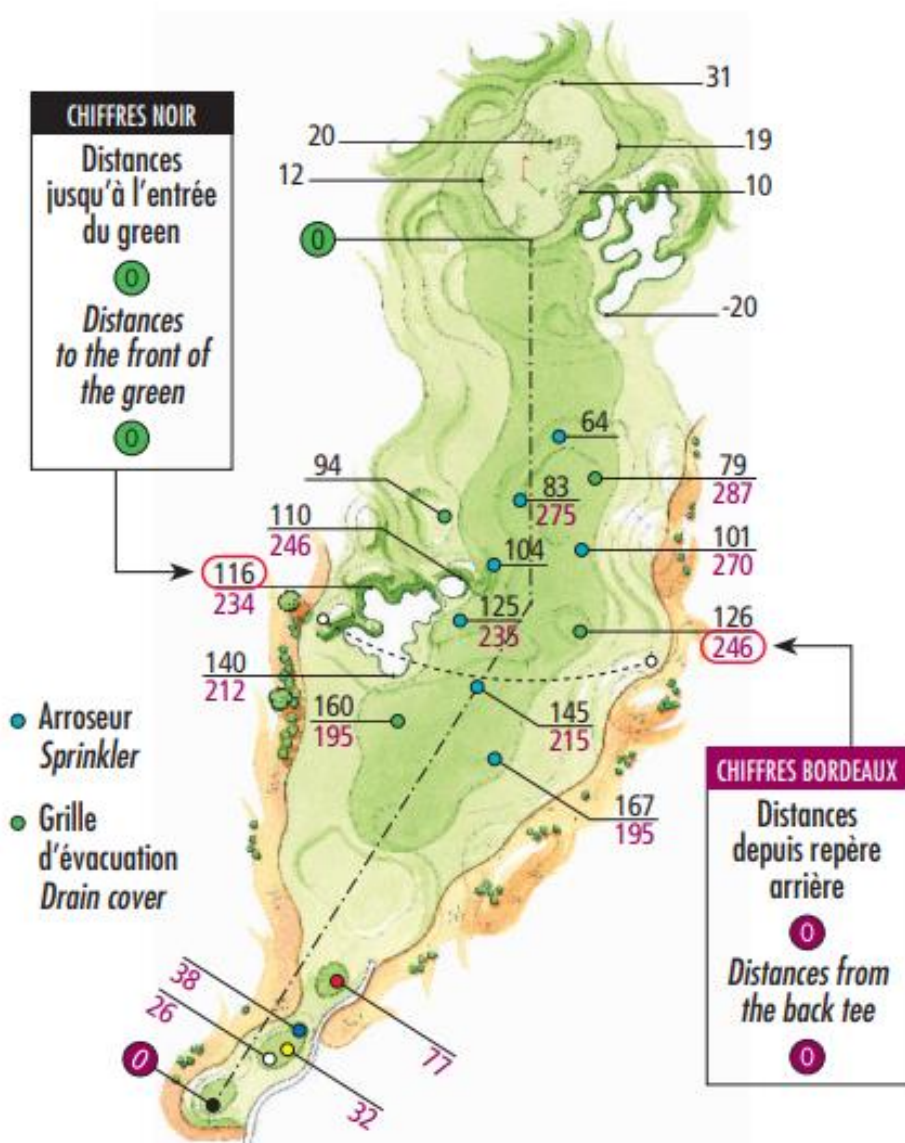 31
20
19
12
10
0
-20
CHIFFRES NOIR
Distances
jusqu'à l'entrée
du green
0
Distances
to the front of
the green
0
64
94
79
287
83
275
110
246
104
101
270
116
234
125
235
126
246
140
212
160
195
145
215
167
195
Arroseur
Sprinkler
Grille
d'évacuation
Drain cover
CHIFFRES BORDEAUX
Distances
depuis repère
arrière
0
Distances from
the back tee
0
38
26
0
77
32